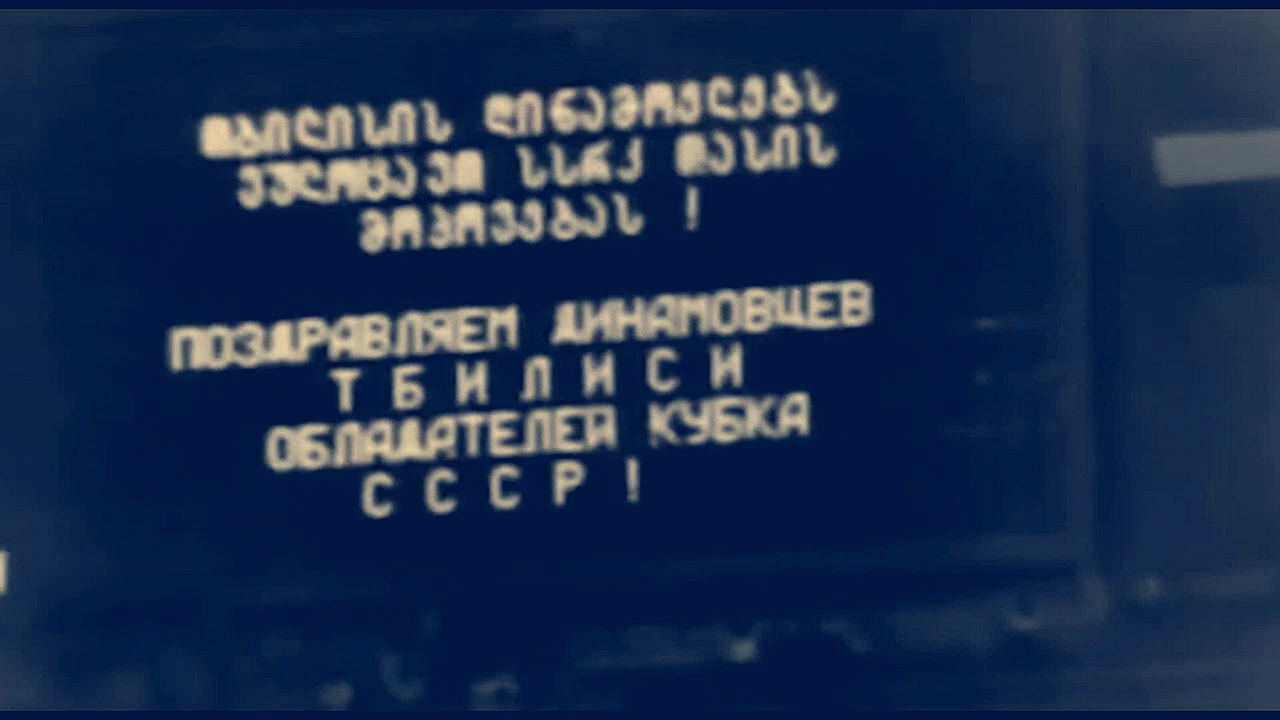 თბილისის დინამოელებს
ვულოცავთ სსრკ თასის
მოპოვებას !
ПОЗДРАВЛЯЕМ ДИНАМОВЦЕВ
Т Б И Л И С И
ОБЛАДАТЕЛЕЙ КУБКА
С С С Р !